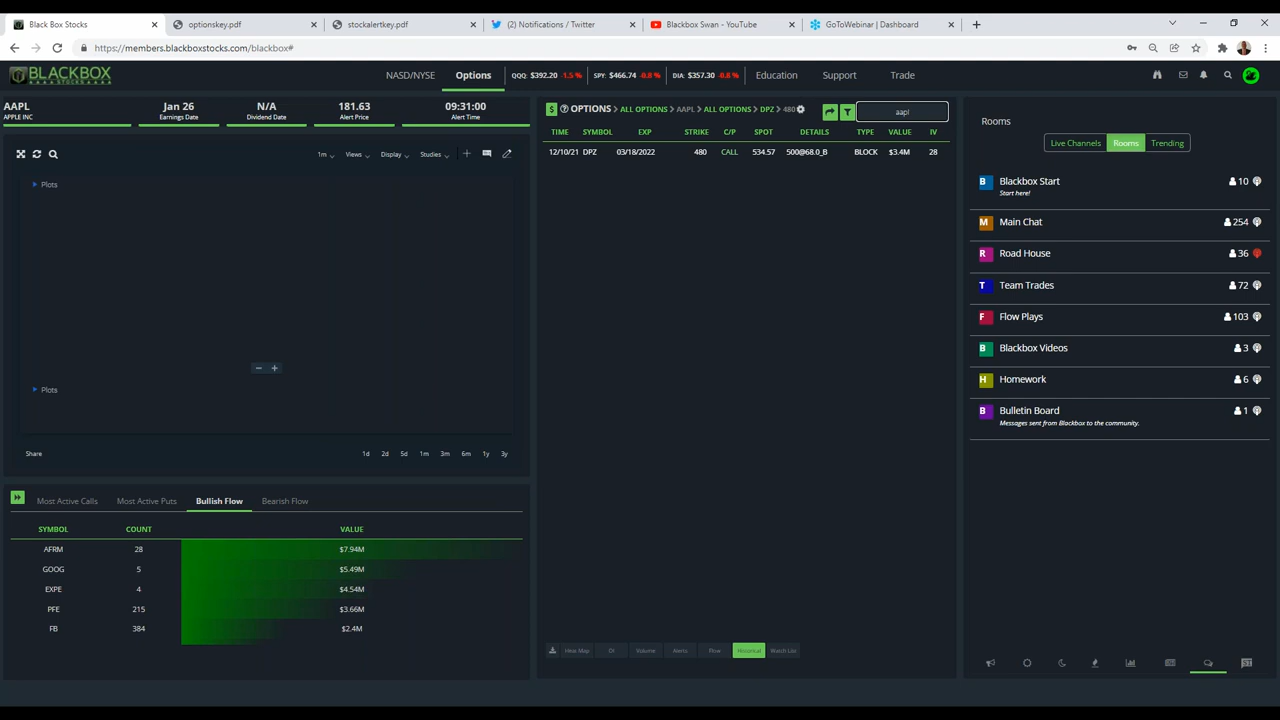 Black Box Stocks
optionskey.pdf
stockalertkey.pdf
(2) Notifications / Twitter
Blackbox Swan - YouTube
GoToWebinar | Dashboard
https://members.blackboxstocks.com/blackbox#
BLACKBOX
STOCKS
NASD/NYSE
Options
QQQ: $392.20 -1.5 %
SPY: $466.74 -0.8 %
DIA: $357.30 -0.8 %
Education
Support
Trade
AAPL
APPLE INC
Jan 26
Earnings Date
N/A
Dividend Date
181.63
Alert Price
09:31:00
Alert Time
1m
Views
Display
Studies
Plots
Plots
Share
1d 2d 5d 1m 3m 6m 1y 3y
Most Active Calls
Most Active Puts
Bullish Flow
Bearish Flow
SYMBOL COUNT VALUE
AFRM 28 $7.94M
GOOG 5 $5.49M
EXPE 4 $4.54M
PFE 215 $3.66M
FB 384 $2.4M
OPTIONS > ALL OPTIONS > AAPL > ALL OPTIONS > DPZ > 480
aapl
TIME SYMBOL EXP STRIKE C/P SPOT DETAILS TYPE VALUE IV
12/10/21 DPZ 03/18/2022 480 CALL 534.57 500@68.0_B BLOCK $3.4M 28
Heat Map
OI
Volume
Alerts
Flow
Historical
Watch List
Rooms
Live Channels
Rooms
Trending
B Blackbox Start 10
Start here!
M Main Chat 254
R Road House 36
T Team Trades 72
F Flow Plays 103
B Blackbox Videos 3
H Homework 6
B Bulletin Board 1
Messages sent from Blackbox to the community.